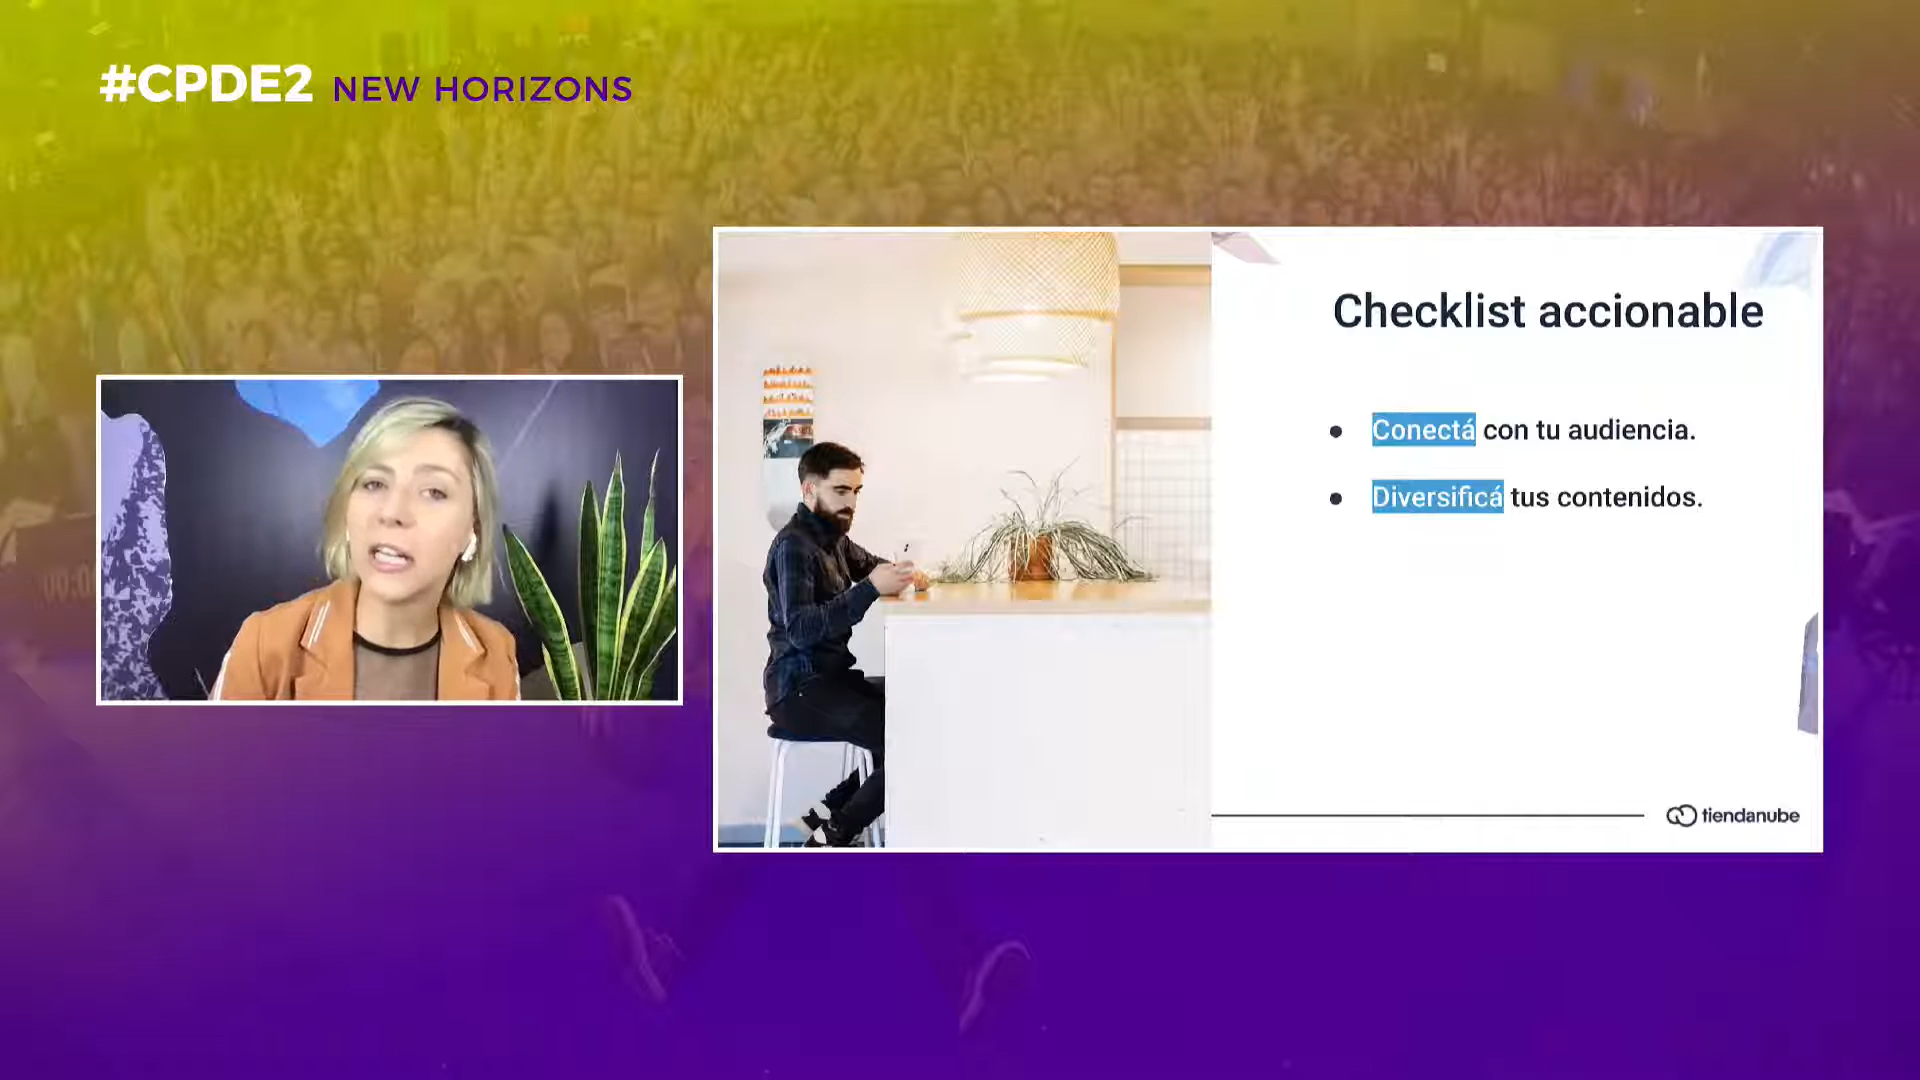 #CPDE2 NEW HORIZONS
Checklist accionable
● Conectá con tu audiencia.
● Diversificá tus contenidos.
tiendanube